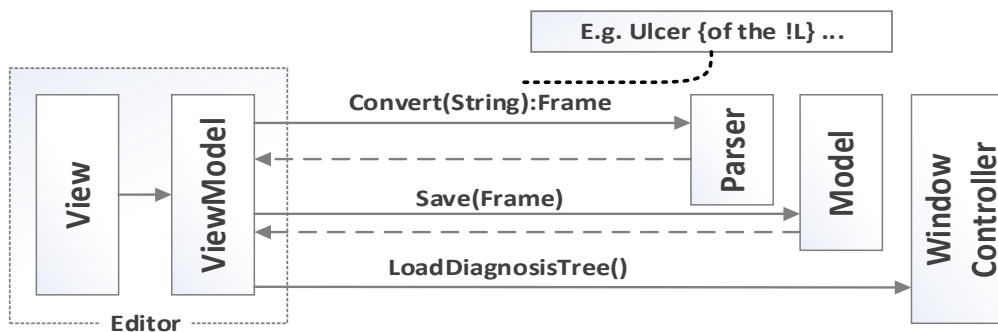 E.g. Ulcer {of the !L} ...
Convert(String):Frame
View
ViewModel
Parser
Model
Window
Controller
Save(Frame)
LoadDiagnosisTree()
Editor